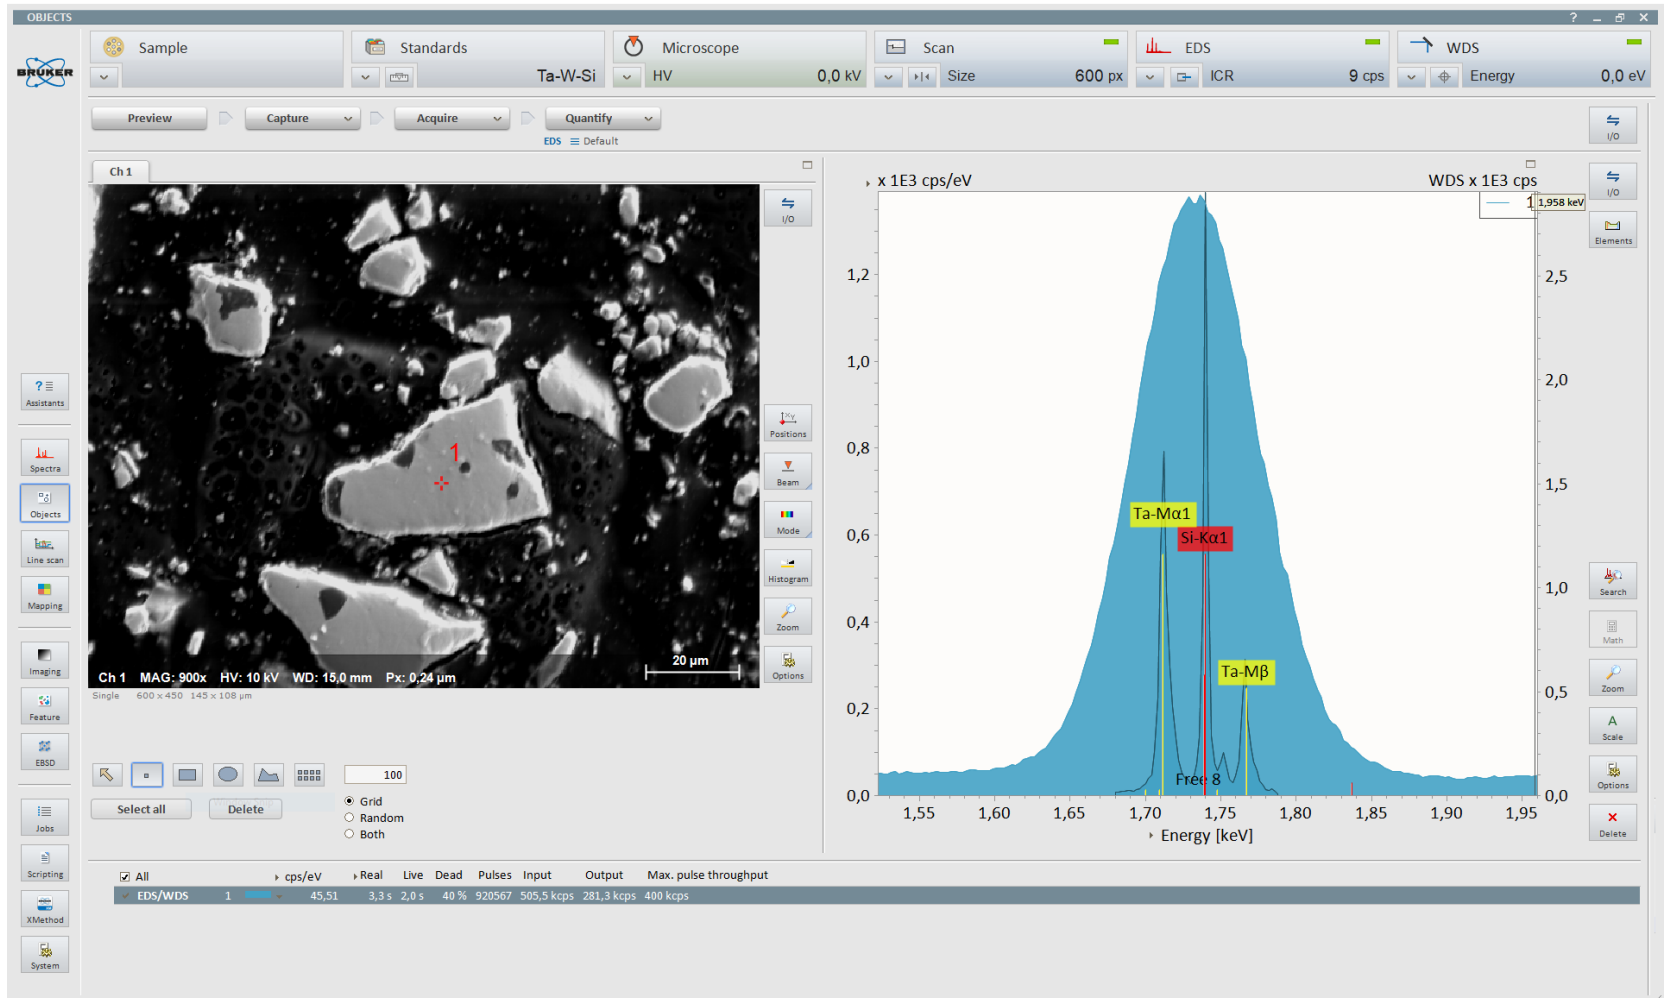 OBJECTS
? _ X
BRUKER
Sample
Standards
Ta-W-Si
Microscope
HV 0,0 kV
Scan
Size 600 px
EDS
ICR 9 cps
WDS
Energy 0,0 eV
Preview Capture Acquire Quantify
EDS Default
I/O
Ch 1
x 1E3 cps/eV
WDS x 1E3 cps
1
1,958 keV
I/O
I/O
Elements
1,2
1,0
0,8
0,6
0,4
0,2
0,0
2,5
2,0
1,5
1,0
0,5
0,0
Ta-Mα1
Si-Kα1
Ta-Mβ
Free 8
1,55 1,60 1,65 1,70 1,75 1,80 1,85 1,90 1,95
Energy [keV]
1
Positions
Beam
Mode
Histogram
Zoom
Options
Ch 1 MAG: 900x HV: 10 kV WD: 15,0 mm Px: 0,24 µm
20 µm
Single 600 x 450 145 x 108 µm
Search
Math
Zoom
A
Scale
Options
Delete
?
Assistants
Spectra
Objects
Line scan
Mapping
Imaging
Feature
EBSD
Jobs
Scripting
XMethod
System
100
Select all Delete
Grid
Random
Both
All cps/eV Real Live Dead Pulses Input Output Max. pulse throughput
EDS/WDS 1 45,51 3,3 s 2,0 s 40 % 920567 505,5 kcps 281,3 kcps 400 kcps